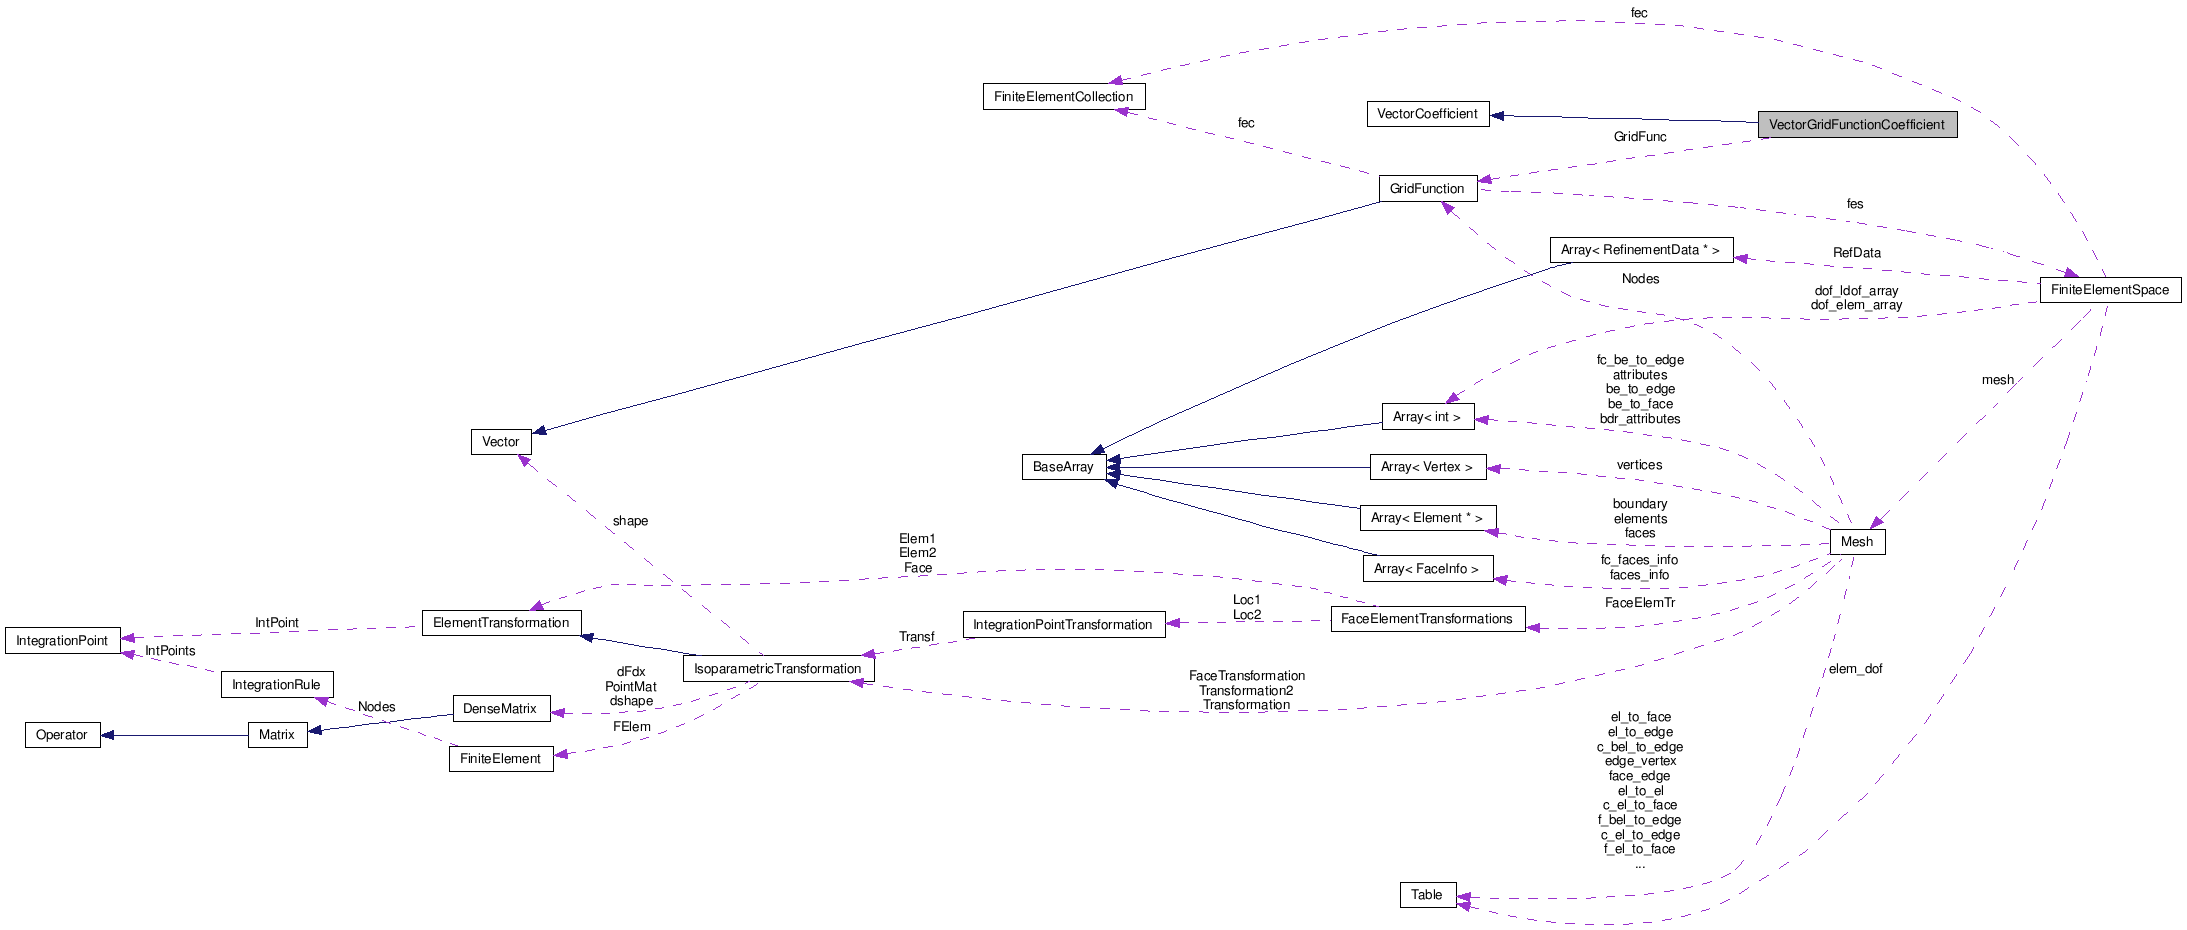 fec
FiniteElementCollection
VectorCoefficient
VectorGridFunctionCoefficient
fec
GridFunc
GridFunction
fes
Array< RefinementData * >
RefData
Nodes
FiniteElementSpace
dof_ldof_array
dof_elem_array
fc_be_to_edge
attributes
be_to_edge
be_to_face
bdr_attributes
mesh
Array< int >
Vector
BaseArray
Array< Vertex >
vertices
shape
Array< Element * >
boundary
elements
faces
Mesh
Elem1
Elem2
Face
Array< FaceInfo >
fc_faces_info
faces_info
FaceElemTr
Loc1
Loc2
IntPoint
ElementTransformation
IntegrationPointTransformation
FaceElementTransformations
IntegrationPoint
IntPoints
Transf
IsoparametricTransformation
elem_dof
IntegrationRule
dFdx
PointMat
dshape
FaceTransformation
Transformation2
Transformation
Nodes
DenseMatrix
FElem
Operator
Matrix
FiniteElement
el_to_face
el_to_edge
c_bel_to_edge
edge_vertex
face_edge
el_to_el
c_el_to_face
f_bel_to_edge
c_el_to_edge
f_el_to_face
...
Table